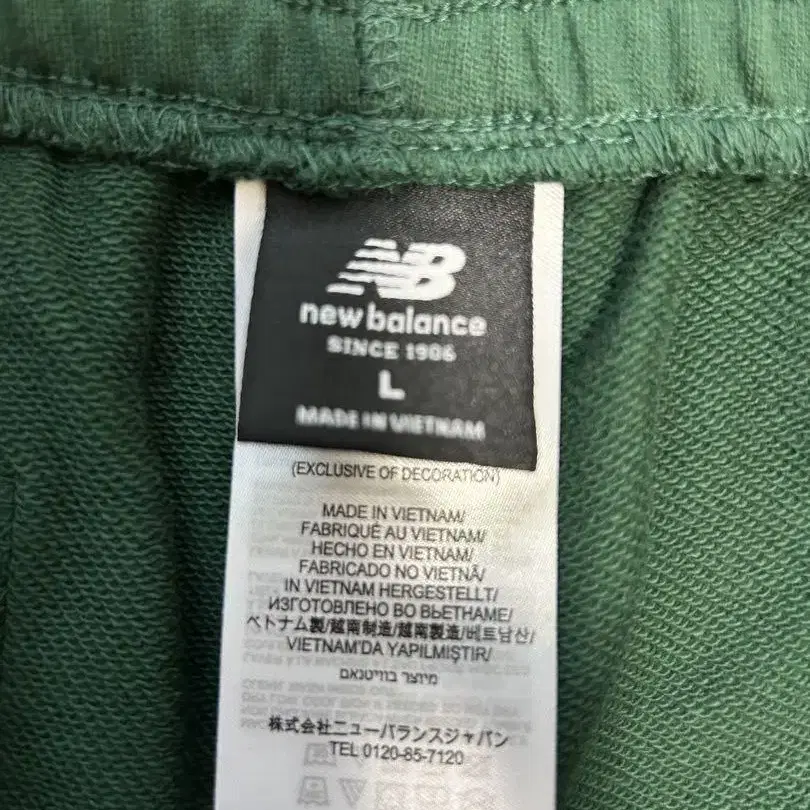 NB
new balance
SINCE 1906
L
MADE IN VIETNAM
(EXCLUSIVE OF DECORATION)
MADE IN VIETNAM/
FABRIQUÉ AU VIETNAM/
HECHO EN VIETNAM/
FABRICADO NO VIETNÃ/
IN VIETNAM HERGESTELLT/
ИЗГОТОВЛЕНО ВО ВЬЕТНАМЕ/
ベトナム製/越南制造/越南製造/베트남산/
VIETNAM'DA YAPILMIŞTIR/
מיוצר בווייטנאם
株式会社ニューバランスジャパン
TEL 0120-85-7120